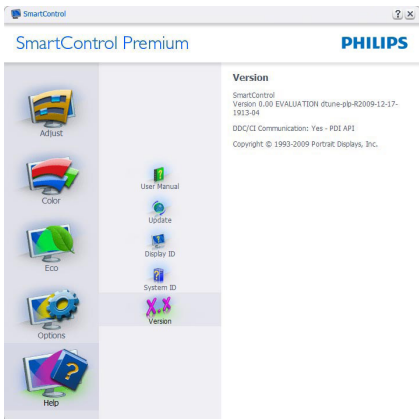 SmartControl
SmartControl Premium
PHILIPS
Adjust
Color
Eco
Options
Help
User Manual
Update
Display ID
System ID
X.X
Version
Version
SmartControl
Version 0.00 EVALUATION dtune-plp-R2009-12-17-
1913-04
DDC/CI Communication: Yes - PDI API
Copyright © 1993-2009 Portrait Displays, Inc.